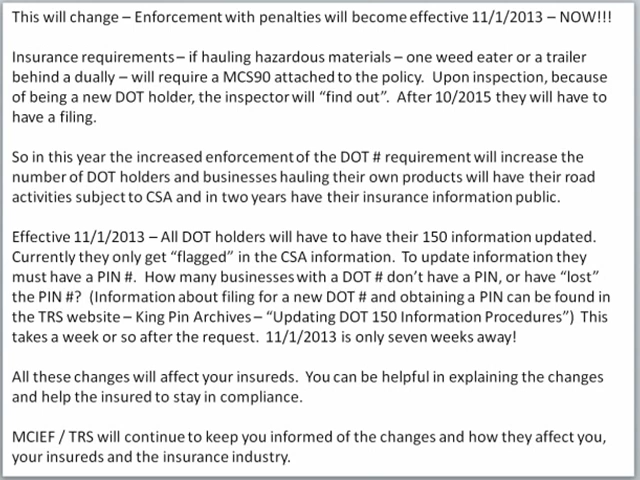 This will change – Enforcement with penalties will become effective 11/1/2013 – NOW!!!
Insurance requirements – if hauling hazardous materials – one weed eater or a trailer
behind a dually – will require a MCS90 attached to the policy. Upon inspection, because
of being a new DOT holder, the inspector will “find out”. After 10/2015 they will have to
have a filing.
So in this year the increased enforcement of the DOT # requirement will increase the
number of DOT holders and businesses hauling their own products will have their road
activities subject to CSA and in two years have their insurance information public.
Effective 11/1/2013 – All DOT holders will have to have their 150 information updated.
Currently they only get “flagged” in the CSA information. To update information they
must have a PIN #. How many businesses with a DOT # don’t have a PIN, or have “lost”
the PIN #? (Information about filing for a new DOT # and obtaining a PIN can be found in
the TRS website – King Pin Archives – “Updating DOT 150 Information Procedures”) This
takes a week or so after the request. 11/1/2013 is only seven weeks away!
All these changes will affect your insureds. You can be helpful in explaining the changes
and help the insured to stay in compliance.
MCIEF / TRS will continue to keep you informed of the changes and how they affect you,
your insureds and the insurance industry.